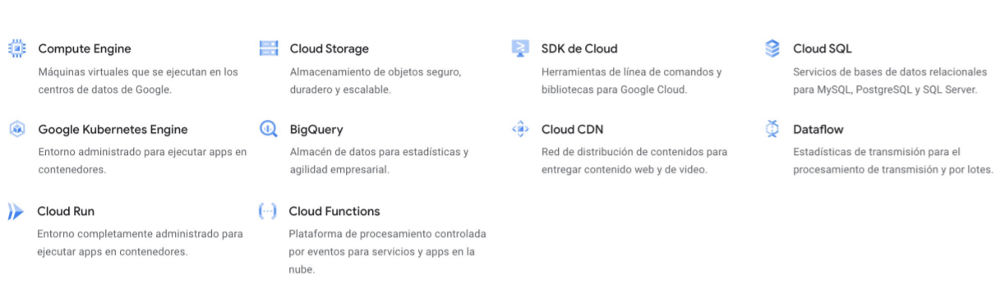 Compute Engine
Máquinas virtuales que se ejecutan en los
centros de datos de Google.
Cloud Storage
Almacenamiento de objetos seguro,
duradero y escalable.
SDK de Cloud
Herramientas de línea de comandos y
bibliotecas para Google Cloud.
Cloud SQL
Servicios de bases de datos relacionales
para MySQL, PostgreSQL y SQL Server.
Google Kubernetes Engine
Entorno administrado para ejecutar apps en
contenedores.
BigQuery
Almacén de datos para estadísticas y
agilidad empresarial.
Cloud CDN
Red de distribución de contenidos para
entregar contenido web y de video.
Dataflow
Estadísticas de transmisión para el
procesamiento de transmisión y por lotes.
Cloud Run
Entorno completamente administrado para
ejecutar apps en contenedores.
Cloud Functions
Plataforma de procesamiento controlada
por eventos para servicios y apps en la
nube.